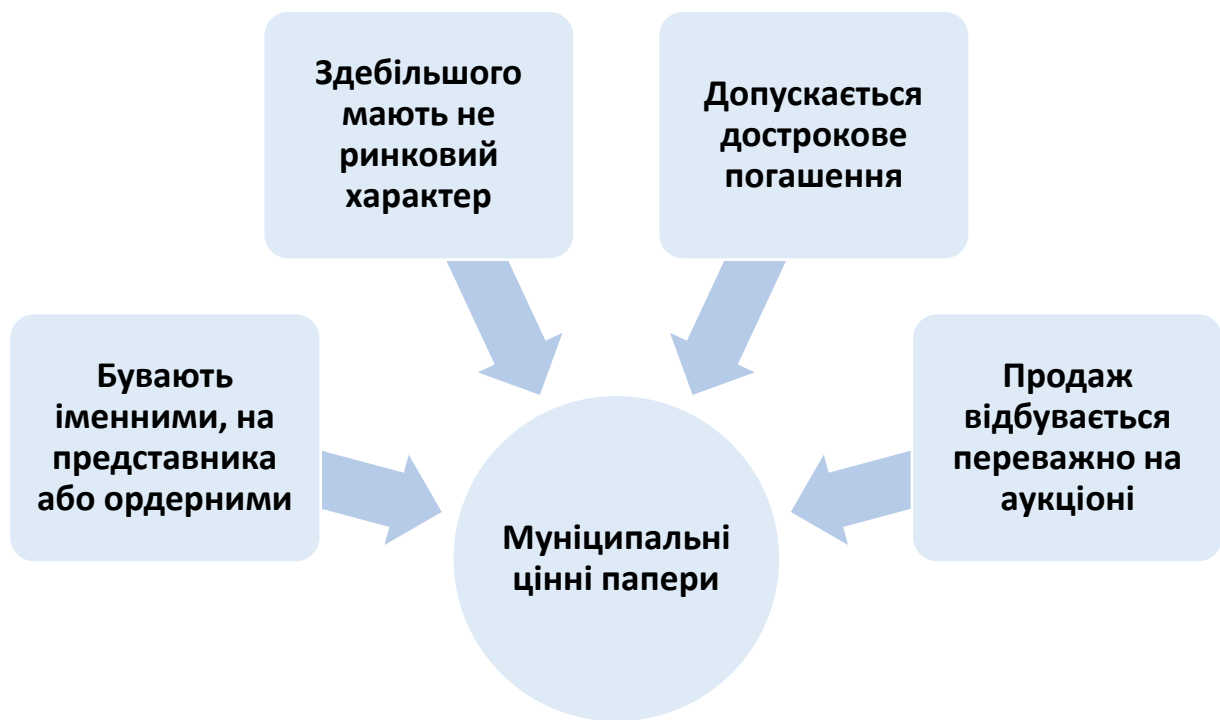 Здебільшого
мають не
ринковий
характер
Допускається
дострокове
погашення
Бувають
іменними, на
представника
або ордерними
Продаж
відбувається
переважно на
аукціоні
Муніципальні
цінні папери